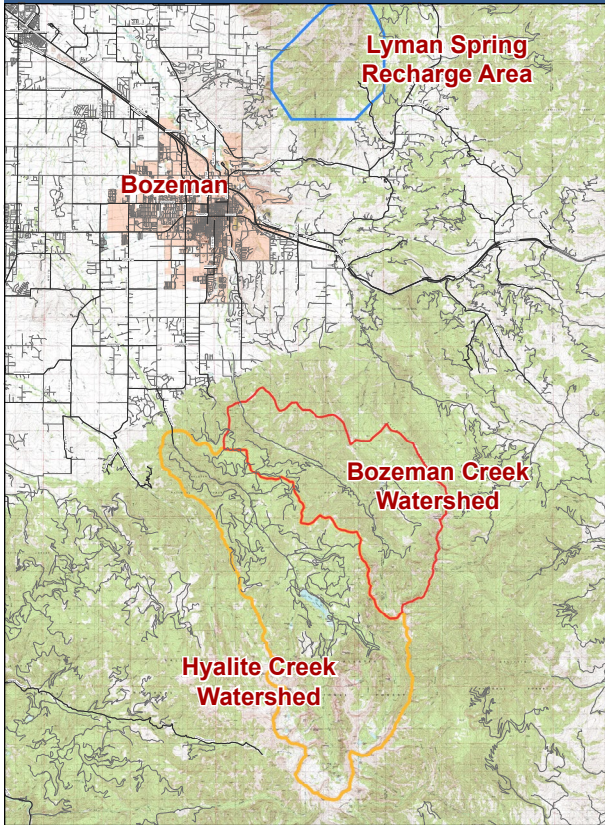 Lyman Spring
Recharge Area
Bozeman
Bozeman Creek
Watershed
Hyalite Creek
Watershed